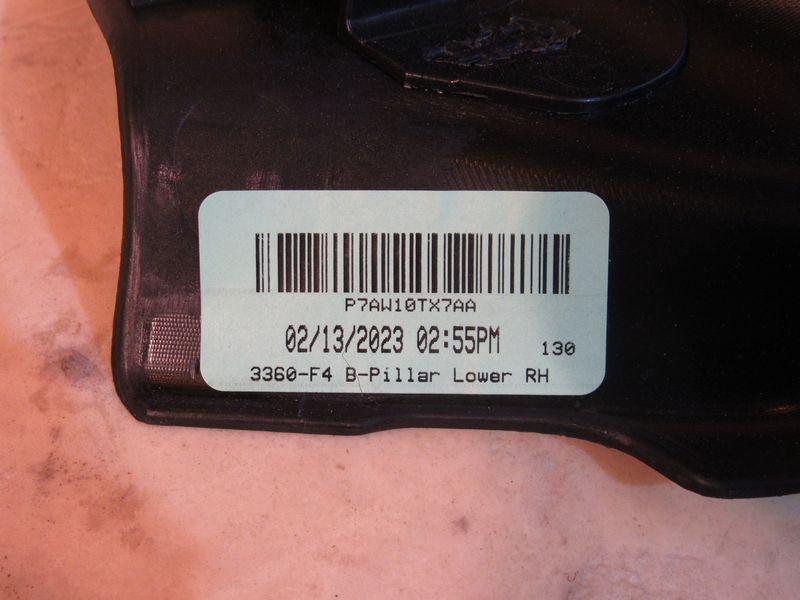 P7AW10TX7AA
02/13/2023 02:55PM 130
3360-F4 B-Pillar Lower RH